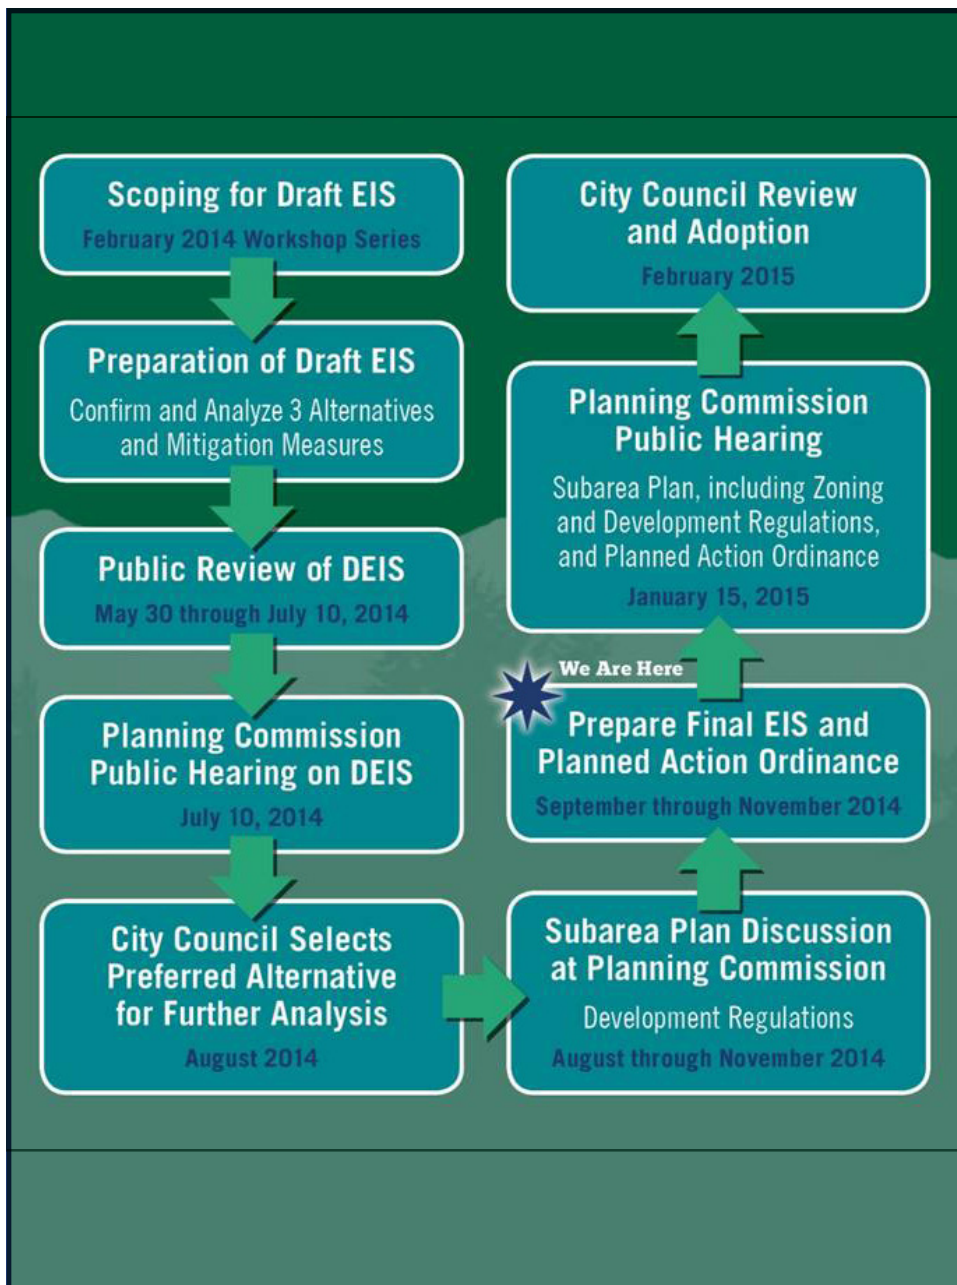 Scoping for Draft EIS
February 2014 Workshop Series
Preparation of Draft EIS
Confirm and Analyze 3 Alternatives
and Mitigation Measures
Public Review of DEIS
May 30 through July 10, 2014
Planning Commission
Public Hearing on DEIS
July 10, 2014
City Council Selects
Preferred Alternative
for Further Analysis
August 2014
Subarea Plan Discussion
at Planning Commission
Development Regulations
August through November 2014
We Are Here
Prepare Final EIS and
Planned Action Ordinance
September through November 2014
Planning Commission
Public Hearing
Subarea Plan, including Zoning
and Development Regulations,
and Planned Action Ordinance
January 15, 2015
City Council Review
and Adoption
February 2015